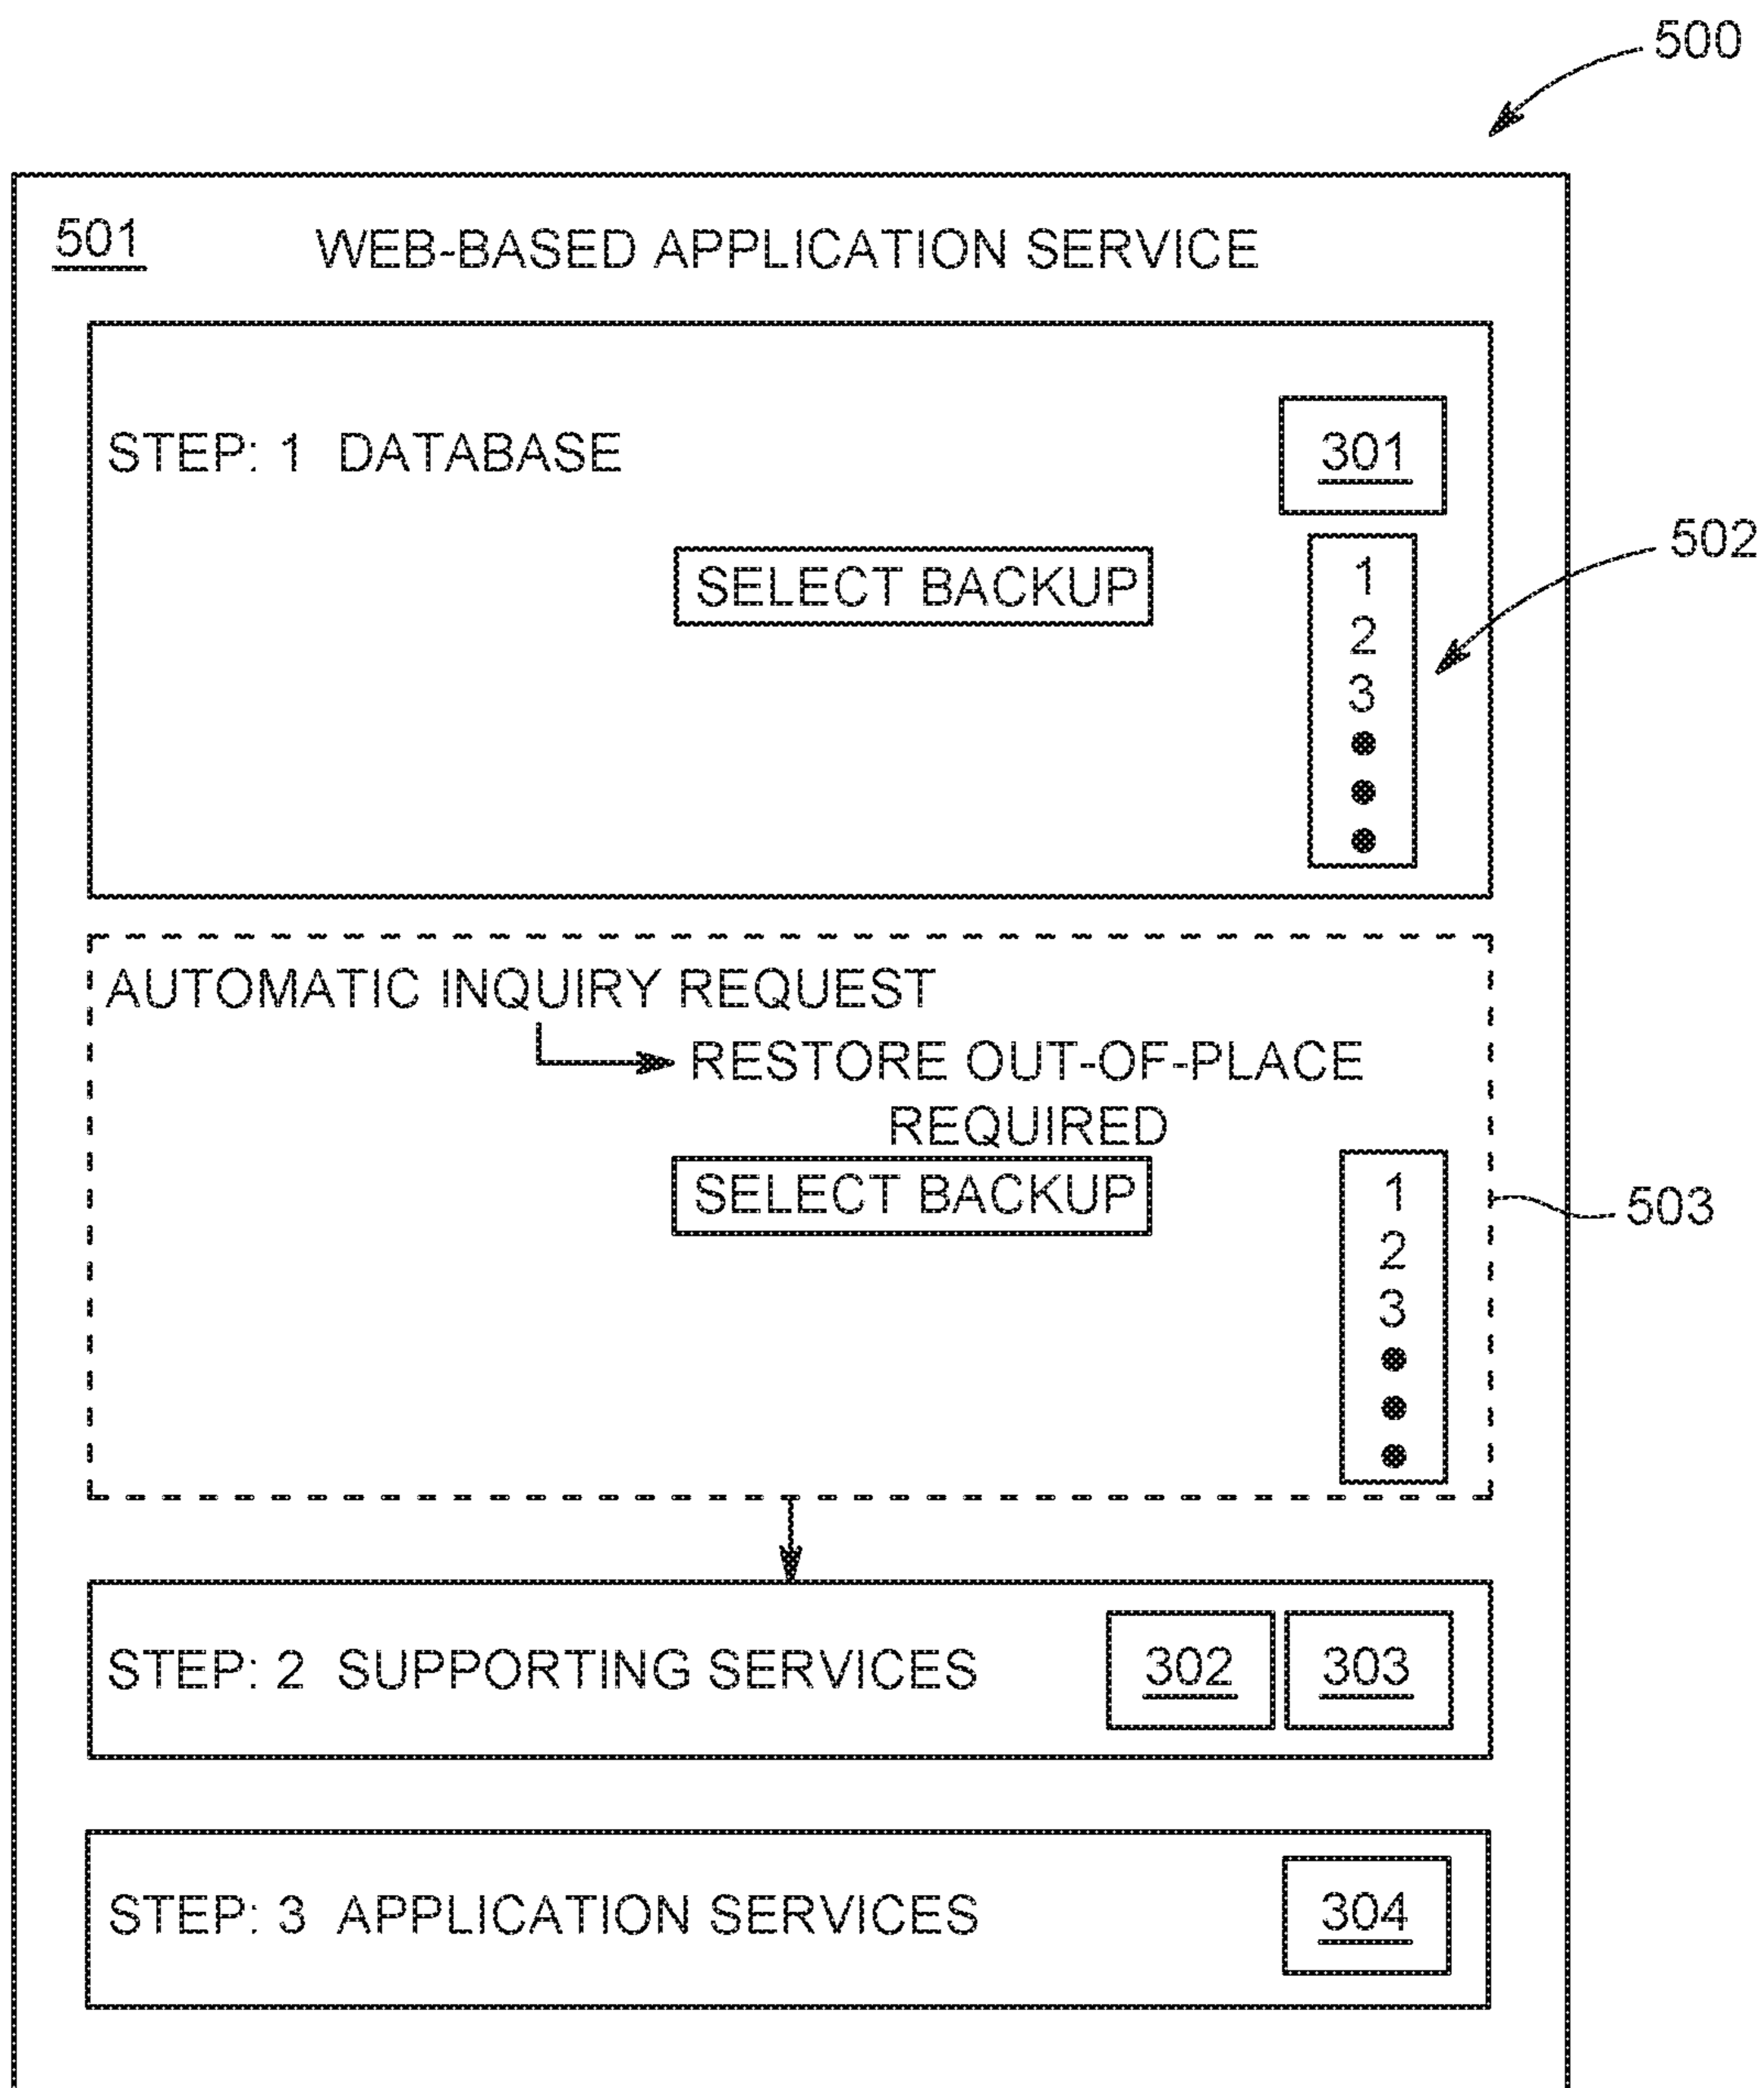 500
501 WEB-BASED APPLICATION SERVICE
STEP: 1 DATABASE 301
502
SELECT BACKUP 1
2
3
AUTOMATIC INQUIRY REQUEST
RESTORE OUT-OF-PLACE
REQUIRED
SELECT BACKUP 1
503
2
3
STEP: 2 SUPPORTING SERVICES 302 303
STEP: 3 APPLICATION SERVICES 304